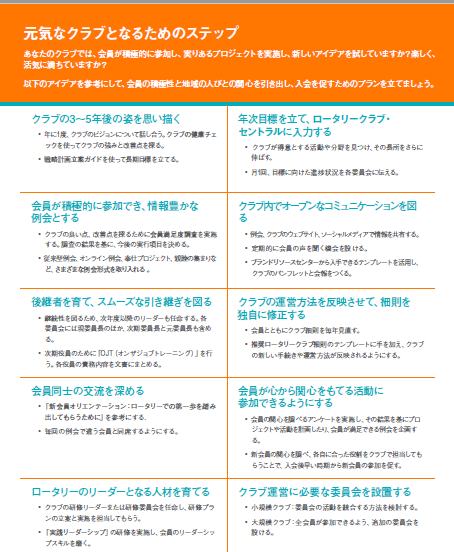 元気なクラブとなるためのステップ
あなたのクラブでは、会員が積極的に参加し、実りあるプロジェクトを実施し、新しいアイデアを試していますか？楽しく、
活気に満ちていますか？
以下のアイデアを参考にして、会員の積極性と地域の人びとの関心を引き出し、入会を促すためのプランを立てましょう。
クラブの3～5年後の姿を思い描く
• 年に1度、クラブのビジョンについて話し合う。クラブの健康チェ
ックを使ってクラブの強みと改善点を探る。
• 戦略計画立案ガイドを使って長期目標を立てる。
会員が積極的に参加でき、情報豊かな
例会とする
• クラブの良い点、改善点を探るために会員満足度調査を実施
する。調査の結果を基に、今後の実行項目を決める。
• 従来型例会、オンライン例会、奉仕プロジェクト、親睦の集まりな
ど、さまざまな例会形式を取り入れる。
後継者を育て、スムーズな引き継ぎを図る
• 継続性を図るため、次年度以降のリーダーも任命する。各
委員会には現委員長のほか、次期委員長と元委員長も含め
る。
• 次期役員のために「OJT（オンザジョブトレーニング）」を行
う。各役員の責務内容を文書にまとめる。
会員同士の交流を深める
• 「新会員オリエンテーション：ロータリーでの第一歩を踏み
出してもらうために」を参考にする。
• 毎回の例会で違う会員と同席するようにする。
ロータリーのリーダーとなる人材を育てる
• クラブの研修リーダーまたは研修委員会を任命し、研修プラ
ンの立案と実施を担当してもらう。
• 「実践リーダーシップ」の研修を実施し、会員のリーダーシッ
プスキルを磨く。
年次目標を立て、ロータリークラブ・
セントラルに入力する
• クラブが得意とする活動や分野を見つけ、その長所をさらに
伸ばす。
• 月1回、目標に向けた進捗状況を各委員会に伝える。
クラブ内でオープンなコミュニケーションを図
る
• 例会、クラブのウェブサイト、ソーシャルメディアで情報を共有する。
• 定期的に会員の声を聞く機会を設ける。
• ブランドリソースセンターから入手できるテンプレートを活用し、
クラブのパンフレットと会報をつくる。
クラブの運営方法を反映させて、細則を
独自に修正する
• 会員とともにクラブ細則を毎年見直す。
• 推奨ロータリークラブ細則のテンプレートに手を加え、クラブ
の新しい手続きや運営方法が反映されるようにする。
会員が心から関心をもてる活動に
参加できるようにする
• 会員の関心を調べるアンケートを実施し、その結果を基にプロ
ジェクトや活動を計画したり、会員が満足できる例会を企画す
る。
• 新会員の関心を調べ、各自に合った役割をクラブで担当しても
らうことで、入会後早い時期から新会員の参加を促す。
クラブ運営に必要な委員会を設置する
• 小規模クラブ：委員会の活動を統合する方法を検討する。
• 大規模クラブ：全会員が参加できるよう、追加の委員会を
設ける。